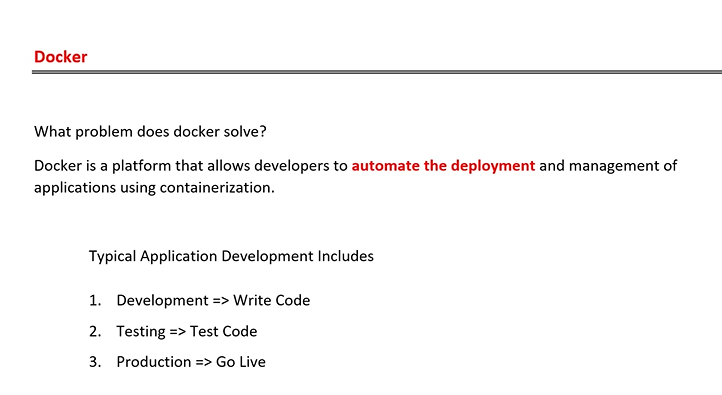 Docker
What problem does docker solve?
Docker is a platform that allows developers to automate the deployment and management of
applications using containerization.
Typical Application Development Includes
1. Development => Write Code
2. Testing => Test Code
3. Production => Go Live